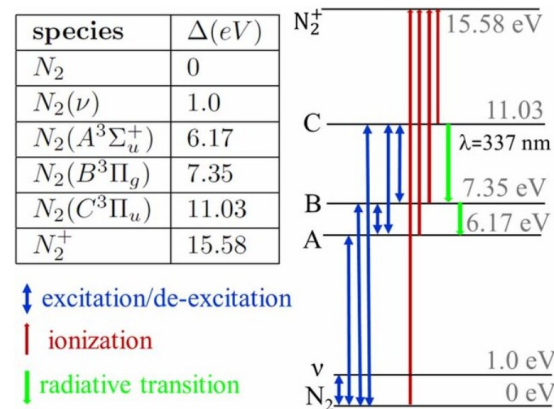 species Δ(eV)
N₂ 0
N₂(ν) 1.0
N₂(A³Σᵤ⁺) 6.17
N₂(B³Π_g) 7.35
N₂(C³Πᵤ) 11.03
N₂⁺ 15.58
excitation/de-excitation
ionization
radiative transition
N₂⁺ 15.58 eV
C 11.03
λ=337 nm
B 7.35 eV
A 6.17 eV
ν 1.0 eV
N₂ 0 eV